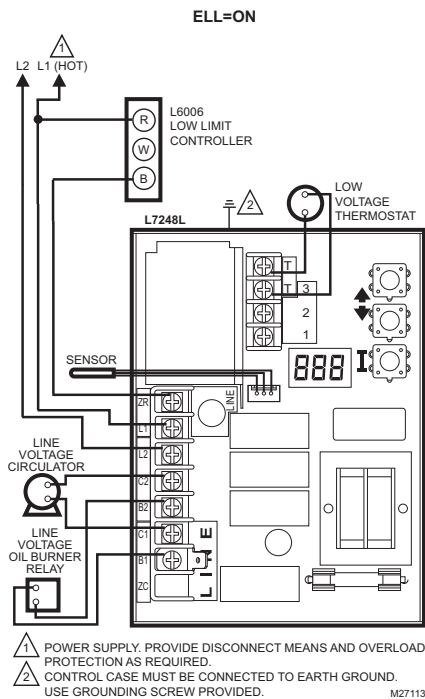 ELL=ON
1
L2 L1 (HOT)
R
W
B
L6006
LOW LIMIT
CONTROLLER
2
LOW
VOLTAGE
THERMOSTAT
L7248L
T
T 3
2
1
SENSOR
888
ZR
LINE
L1
L2
LINE
VOLTAGE
CIRCULATOR
C2
B2
C1
LINE
VOLTAGE
OIL BURNER
RELAY
B1
ZC
LINE
1 POWER SUPPLY. PROVIDE DISCONNECT MEANS AND OVERLOAD
PROTECTION AS REQUIRED.
2 CONTROL CASE MUST BE CONNECTED TO EARTH GROUND.
USE GROUNDING SCREW PROVIDED.
M27113